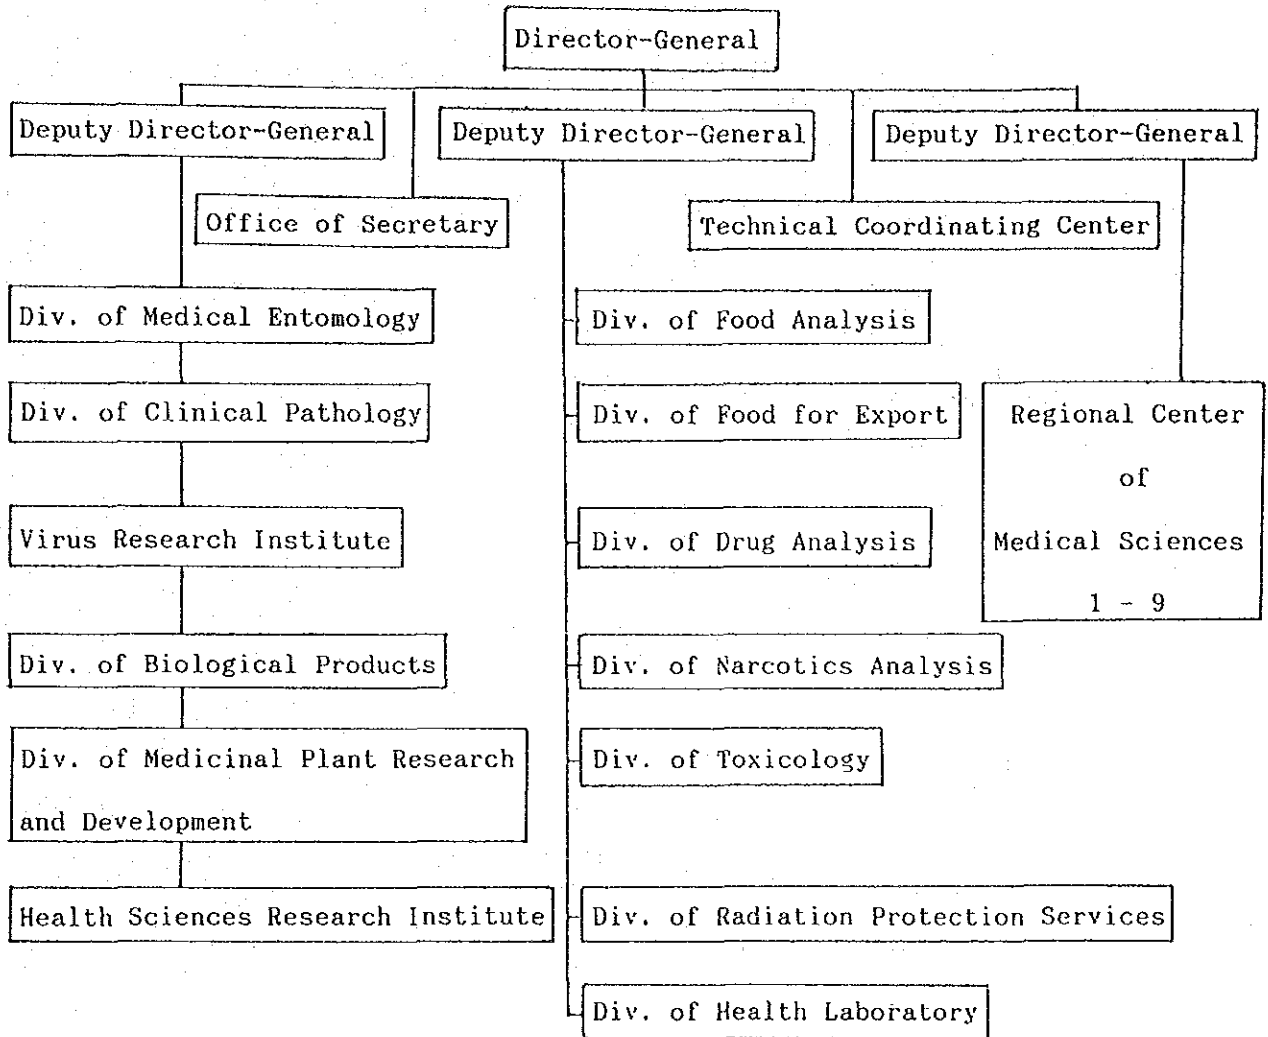 Director-General
Deputy Director-General
Deputy Director-General
Deputy Director-General
Office of Secretary
Technical Coordinating Center
Div. of Medical Entomology
Div. of Clinical Pathology
Virus Research Institute
Div. of Biological Products
Div. of Medicinal Plant Research
and Development
Health Sciences Research Institute
Div. of Food Analysis
Div. of Food for Export
Div. of Drug Analysis
Div. of Narcotics Analysis
Div. of Toxicology
Div. of Radiation Protection Services
Div. of Health Laboratory
Regional Center
of
Medical Sciences
1 - 9